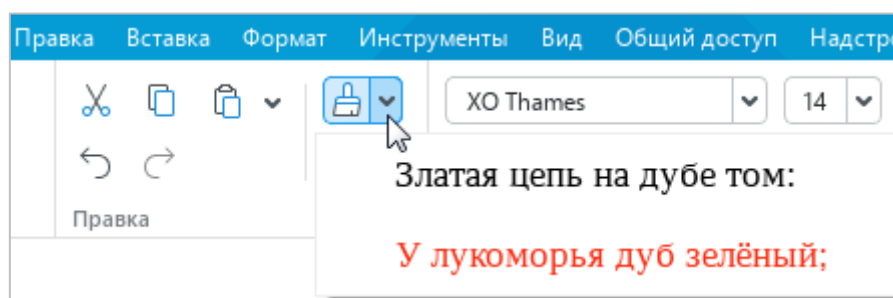 Правка Вставка Формат Инструменты Вид Общий доступ
XO Thames 14
Правка
Златая цепь на дубе том:
У лукоморья дуб зелёный;